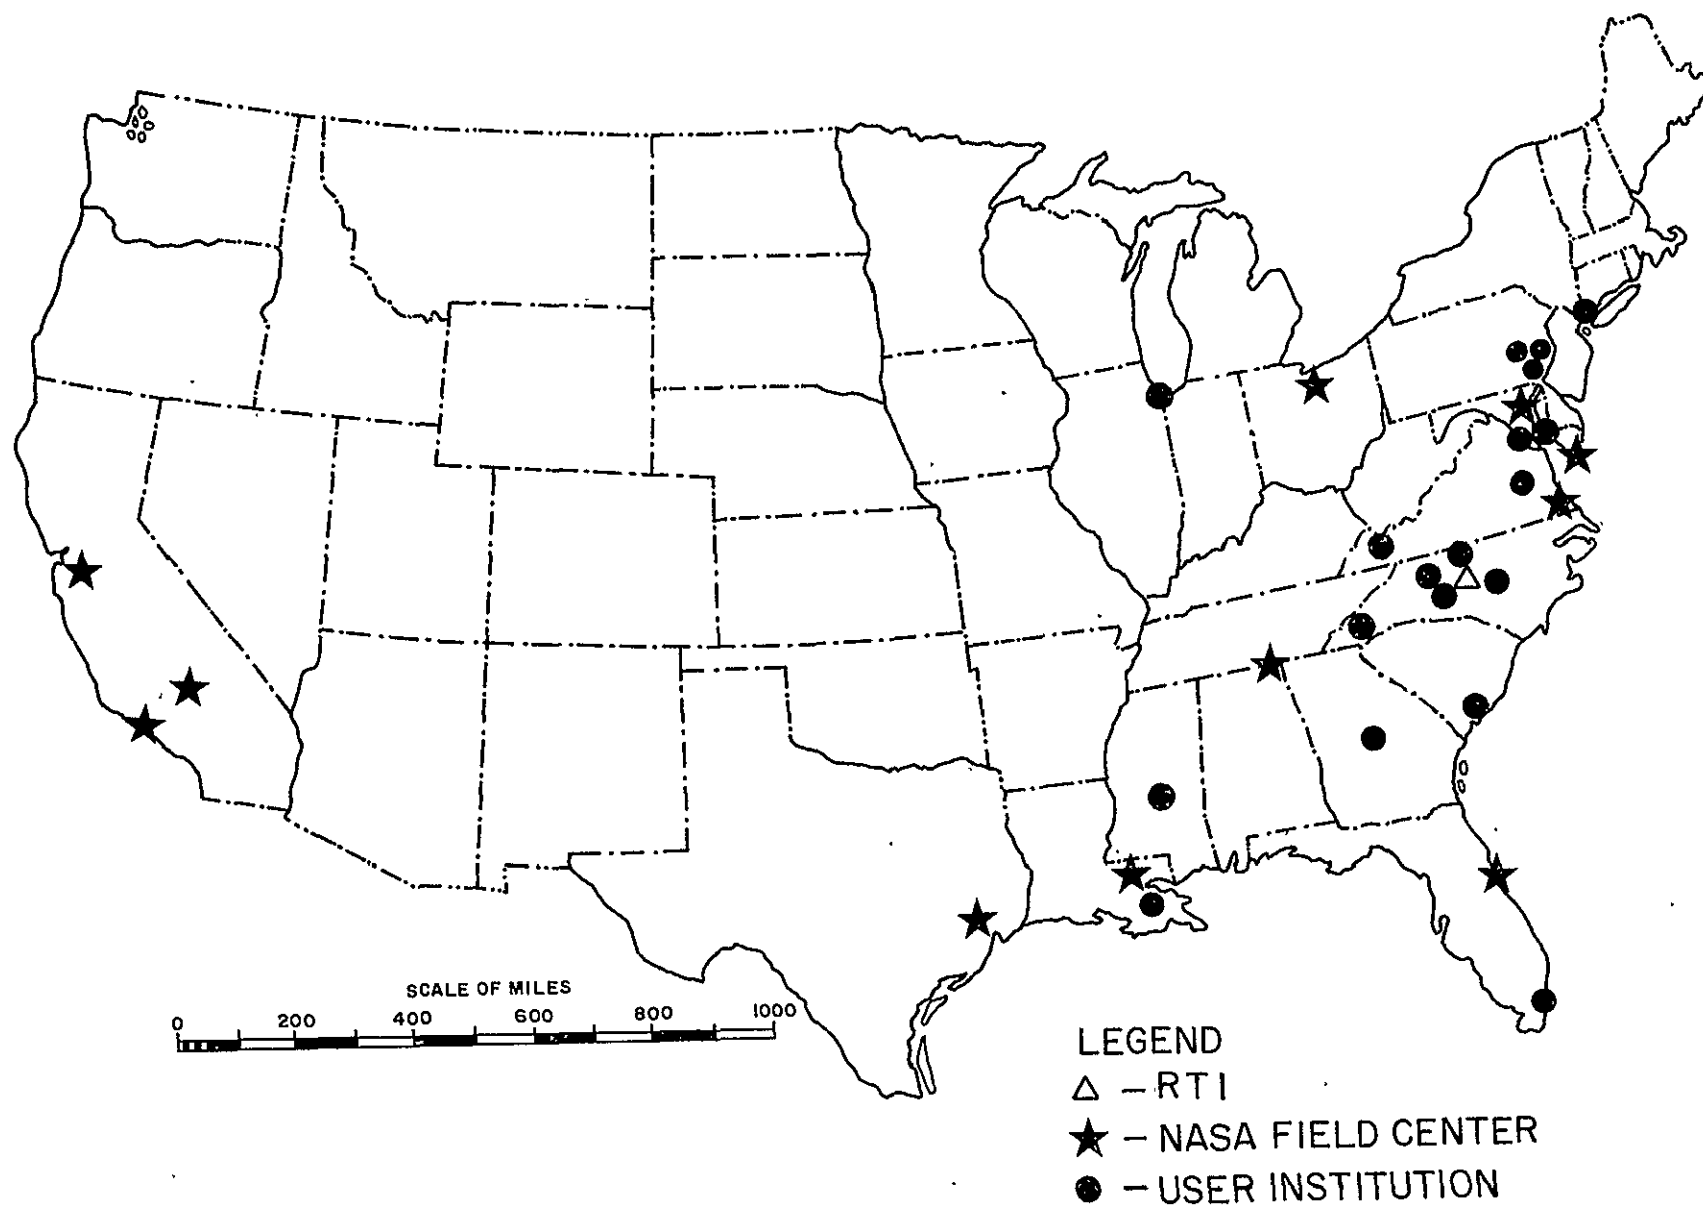 SCALE OF MILES
0 200 400 600 800 1000
LEGEND
△ – RTI
★ – NASA FIELD CENTER
● – USER INSTITUTION